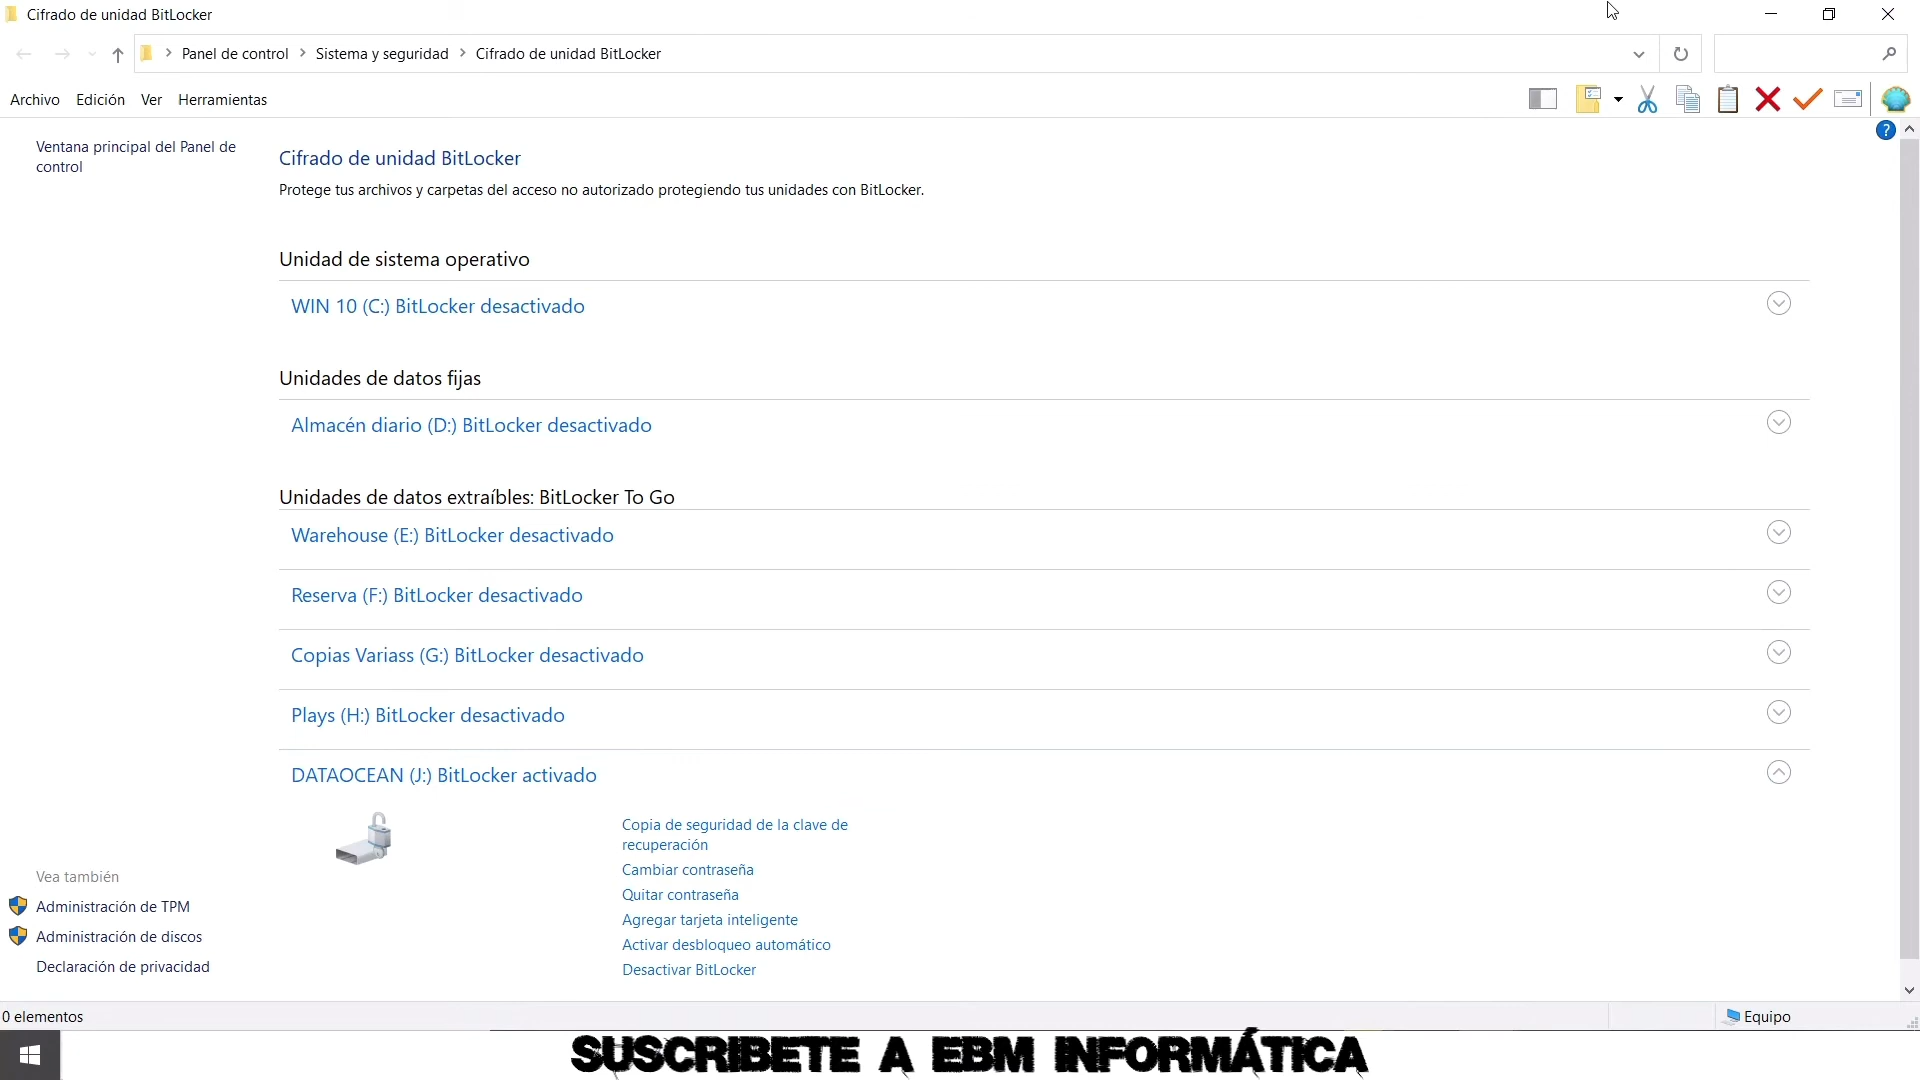 Cifrado de unidad BitLocker
Panel de control > Sistema y seguridad > Cifrado de unidad BitLocker
Archivo Edición Ver Herramientas
?
Ventana principal del Panel de
control
Cifrado de unidad BitLocker
Protege tus archivos y carpetas del acceso no autorizado protegiendo tus unidades con BitLocker.
Unidad de sistema operativo
WIN 10 (C:) BitLocker desactivado
Unidades de datos fijas
Almacén diario (D:) BitLocker desactivado
Unidades de datos extraíbles: BitLocker To Go
Warehouse (E:) BitLocker desactivado
Reserva (F:) BitLocker desactivado
Copias Variass (G:) BitLocker desactivado
Plays (H:) BitLocker desactivado
DATAOCEAN (J:) BitLocker activado
Copia de seguridad de la clave de
recuperación
Cambiar contraseña
Quitar contraseña
Agregar tarjeta inteligente
Activar desbloqueo automático
Desactivar BitLocker
Vea también
Administración de TPM
Administración de discos
Declaración de privacidad
0 elementos
Equipo
SUSCRIBETE A EBM INFORMÁTICA